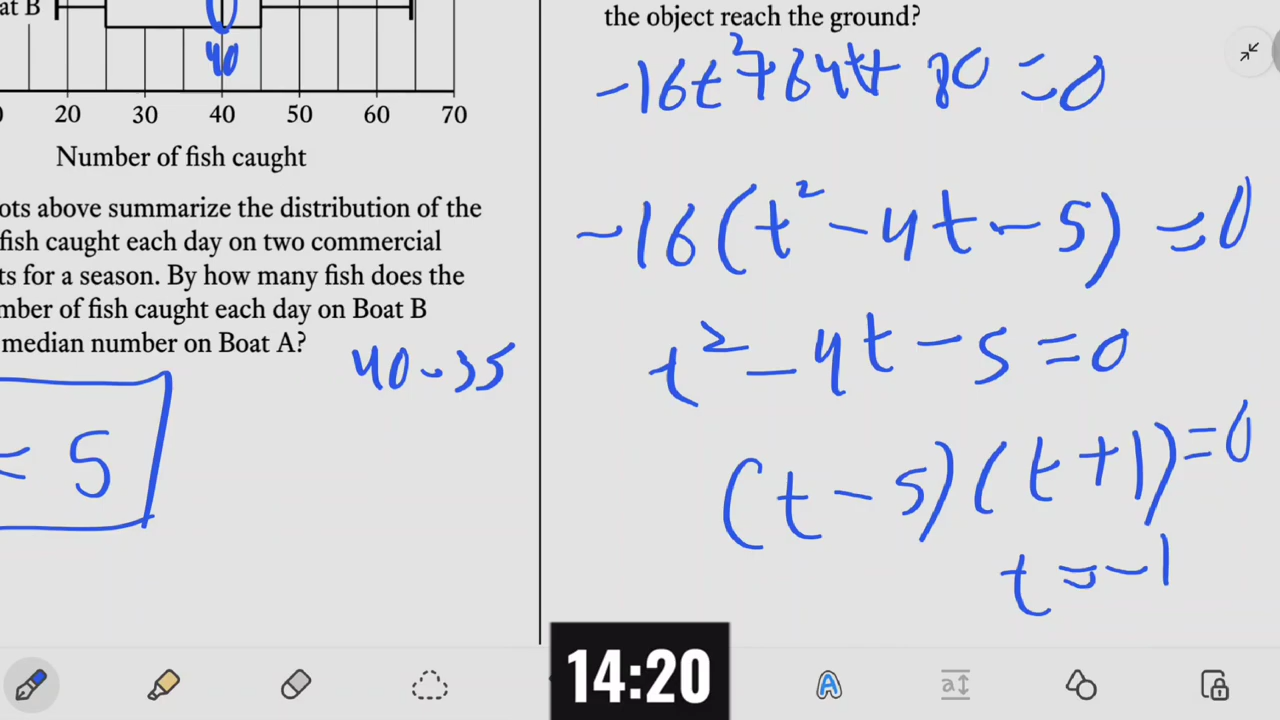 at B
40
20 30 40 50 60 70
Number of fish caught
ots above summarize the distribution of the
fish caught each day on two commercial
ts for a season. By how many fish does the
mber of fish caught each day on Boat B
median number on Boat A?
40-35
= 5
the object reach the ground?
-16t²+64t+80=0
-16(t²-4t-5)=0
t²-4t-5=0
(t-5)(t+1)=0
t=-1
14:20
A
a